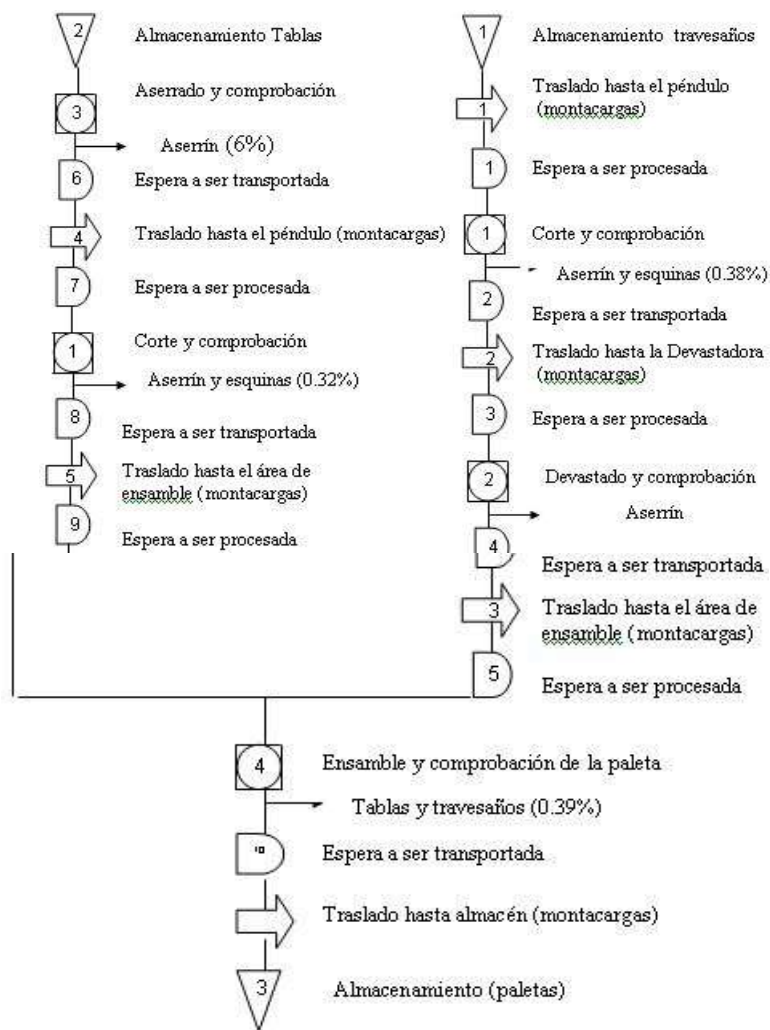 2
Almacenamiento Tablas
3
Aserrado y comprobación
Aserrín (6%)
6
Espera a ser transportada
4
Traslado hasta el péndulo (montacargas)
7
Espera a ser procesada
1
Corte y comprobación
Aserrín y esquinas (0.32%)
8
Espera a ser transportada
5
Traslado hasta el área de
ensamble (montacargas)
9
Espera a ser procesada
1
Almacenamiento travesaños
1
Traslado hasta el péndulo
(montacargas)
1
Espera a ser procesada
1
Corte y comprobación
Aserrín y esquinas (0.38%)
2
Espera a ser transportada
2
Traslado hasta la Devastadora
(montacargas)
3
Espera a ser procesada
2
Devastado y comprobación
Aserrín
4
Espera a ser transportada
3
Traslado hasta el área de
ensamble (montacargas)
5
Espera a ser procesada
4
Ensamble y comprobación de la paleta
Tablas y travesaños (0.39%)
10
Espera a ser transportada
Traslado hasta almacén (montacargas)
3
Almacenamiento (paletas)